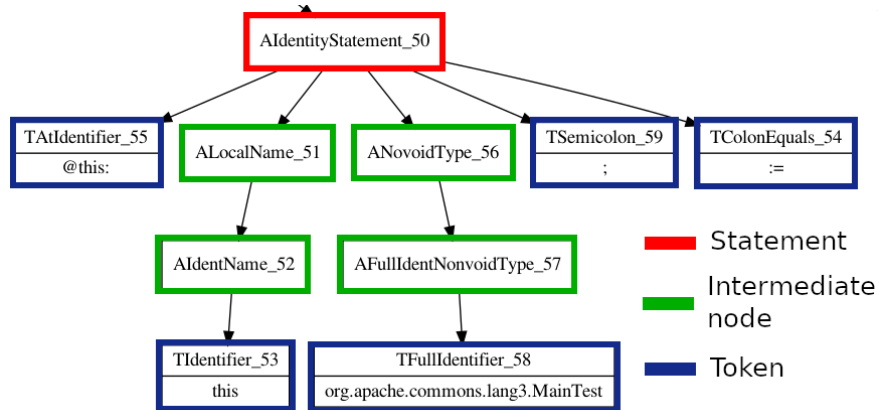 AIdentityStatement_50
TAtIdentifier_55
@this:
ALocalName_51
ANovoidType_56
TSemicolon_59
;
TColonEquals_54
:=
AIdentName_52
AFullIdentNonvoidType_57
TIdentifier_53
this
TFullIdentifier_58
org.apache.commons.lang3.MainTest
Statement
Intermediate
node
Token